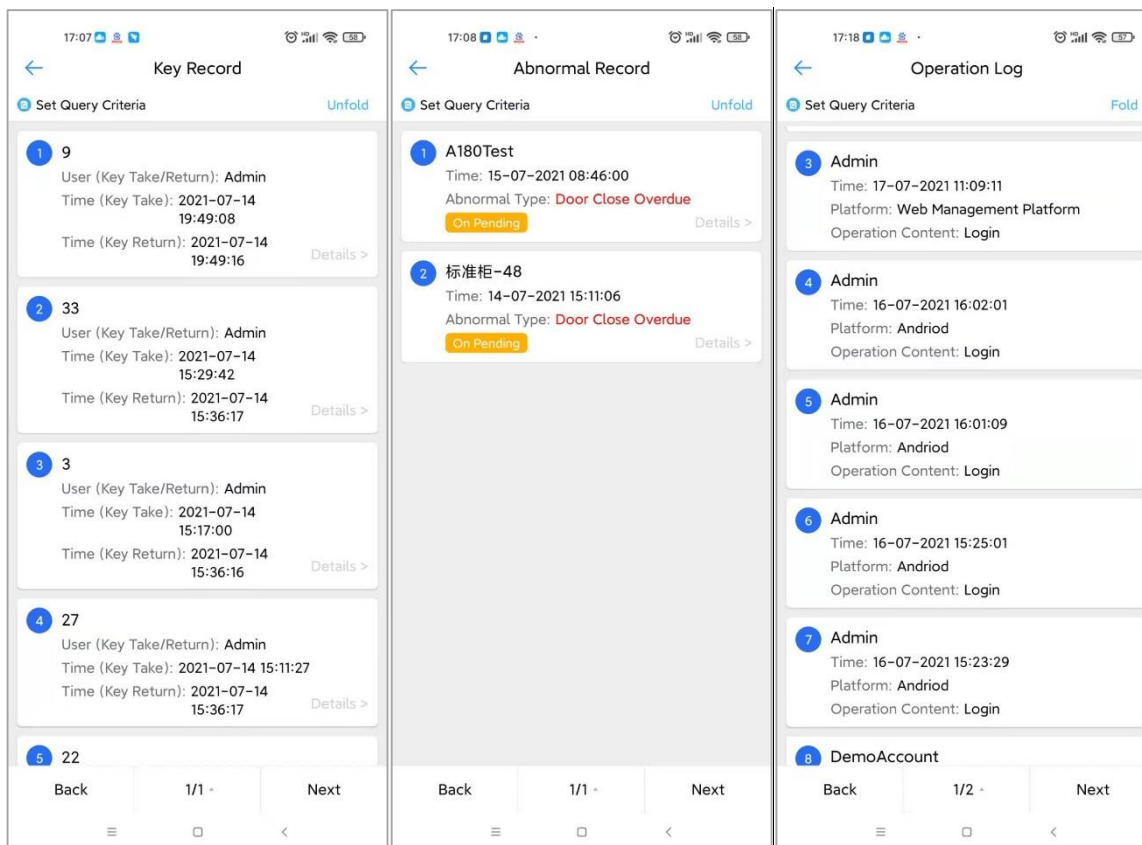 17:07
58
Key Record
Set Query Criteria
Unfold
1
9
User (Key Take/Return): Admin
Time (Key Take): 2021-07-14
19:49:08
Time (Key Return): 2021-07-14
19:49:16
Details >
2
33
User (Key Take/Return): Admin
Time (Key Take): 2021-07-14
15:29:42
Time (Key Return): 2021-07-14
15:36:17
Details >
3
3
User (Key Take/Return): Admin
Time (Key Take): 2021-07-14
15:17:00
Time (Key Return): 2021-07-14
15:36:16
Details >
4
27
User (Key Take/Return): Admin
Time (Key Take): 2021-07-14 15:11:27
Time (Key Return): 2021-07-14
15:36:17
Details >
5
22
Back
1/1
Next
17:08
58
Abnormal Record
Set Query Criteria
Unfold
1
A180Test
Time: 15-07-2021 08:46:00
Abnormal Type: Door Close Overdue
On Pending
Details >
2
标准柜-48
Time: 14-07-2021 15:11:06
Abnormal Type: Door Close Overdue
On Pending
Details >
Back
1/1
Next
17:18
57
Operation Log
Set Query Criteria
Fold
3
Admin
Time: 17-07-2021 11:09:11
Platform: Web Management Platform
Operation Content: Login
4
Admin
Time: 16-07-2021 16:02:01
Platform: Andriod
Operation Content: Login
5
Admin
Time: 16-07-2021 16:01:09
Platform: Andriod
Operation Content: Login
6
Admin
Time: 16-07-2021 15:25:01
Platform: Andriod
Operation Content: Login
7
Admin
Time: 16-07-2021 15:23:29
Platform: Andriod
Operation Content: Login
8
DemoAccount
Back
1/2
Next